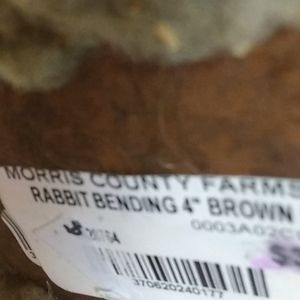 MORRIS COUNTY FARMS
RABBIT BENDING 4" BROWN
0003A02C
370620240177